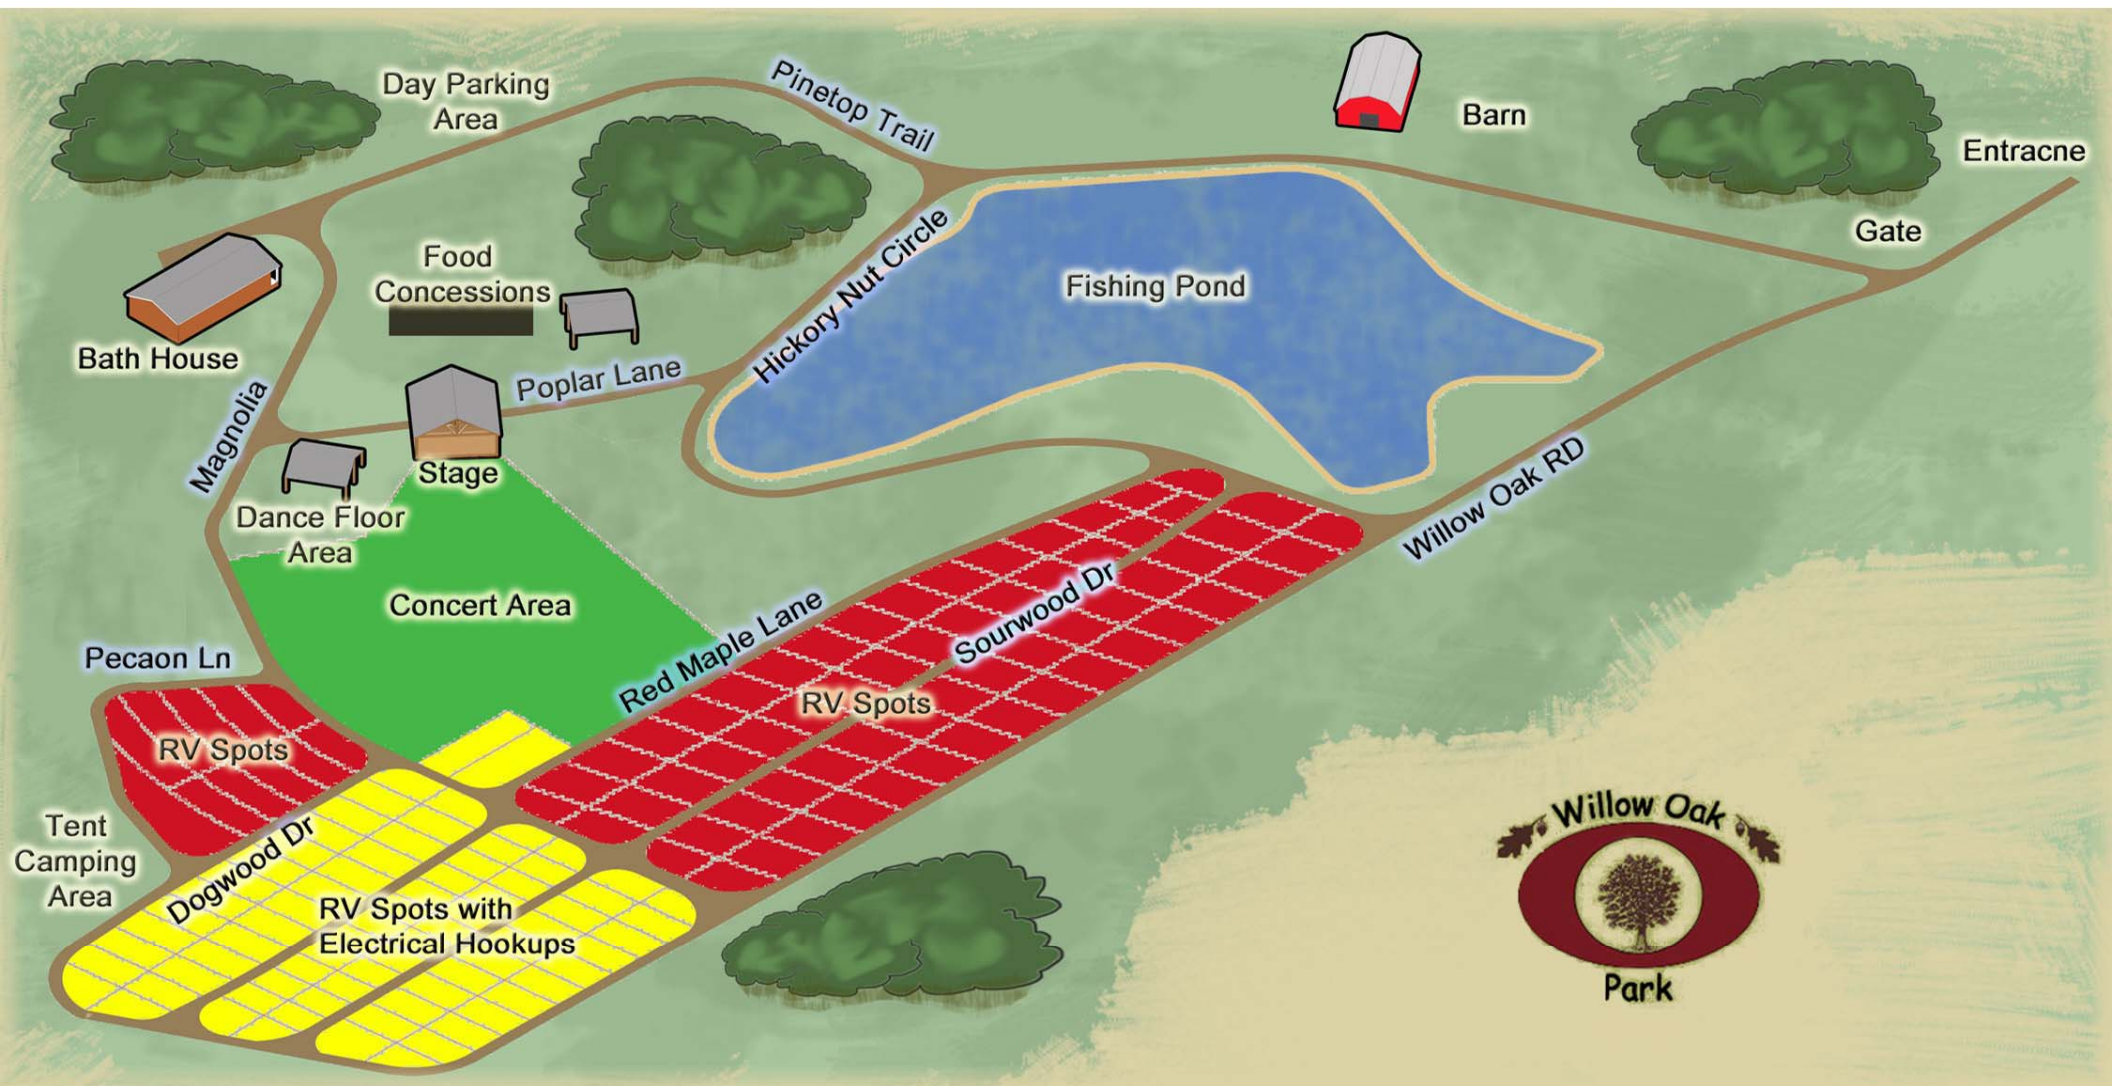 Day Parking
Area
Pinetop Trail
Barn
Entracne
Gate
Food
Concessions
Hickory Nut Circle
Fishing Pond
Bath House
Poplar Lane
Magnolia
Stage
Dance Floor
Area
Willow Oak RD
Concert Area
Sourwood Dr
Red Maple Lane
Pecaon Ln
RV Spots
RV Spots
Tent
Camping
Area
Dogwood Dr
RV Spots with
Electrical Hookups
Willow Oak
Park